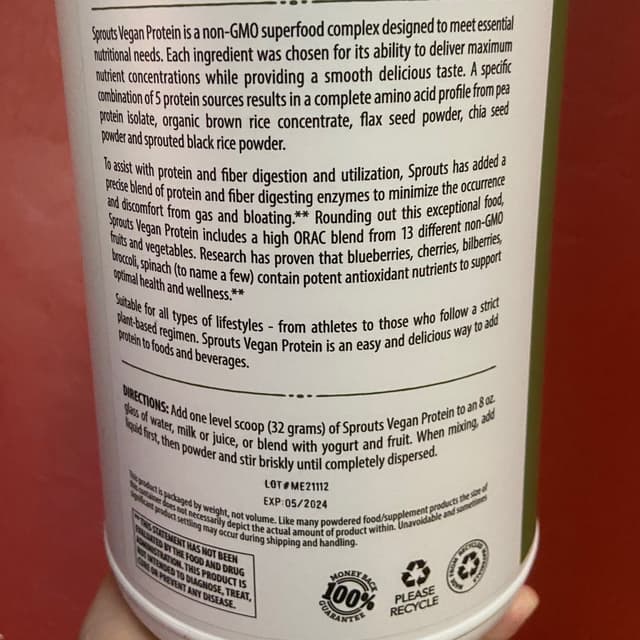 Sprouts Vegan Protein is a non-GMO superfood complex designed to meet essential
nutritional needs. Each ingredient was chosen for its ability to deliver maximum
nutrient concentrations while providing a smooth delicious taste. A specific
combination of 5 protein sources results in a complete amino acid profile from pea
protein isolate, organic brown rice concentrate, flax seed powder, chia seed
powder and sprouted black rice powder.
To assist with protein and fiber digestion and utilization, Sprouts has added a
precise blend of protein and fiber digesting enzymes to minimize the occurrence
and discomfort from gas and bloating.** Rounding out this exceptional food,
Sprouts Vegan Protein includes a high ORAC blend from 13 different non-GMO
fruits and vegetables. Research has proven that blueberries, cherries, bilberries,
broccoli, spinach (to name a few) contain potent antioxidant nutrients to support
optimal health and wellness.**
Suitable for all types of lifestyles - from athletes to those who follow a strict
plant-based regimen. Sprouts Vegan Protein is an easy and delicious way to add
protein to foods and beverages.
DIRECTIONS: Add one level scoop (32 grams) of Sprouts Vegan Protein to an 8 oz.
glass of water, milk or juice, or blend with yogurt and fruit. When mixing, add
liquid first, then powder and stir briskly until completely dispersed.
LOT#ME21112
EXP:05/2024
This product is packaged by weight, not volume. Like many powdered food/supplement products the size of
this container does not necessarily depict the actual amount of product within. Unavoidable and sometimes
significant product settling may occur during shipping and handling.
**THIS STATEMENT HAS NOT BEEN
EVALUATED BY THE FOOD AND DRUG
ADMINISTRATION. THIS PRODUCT IS
NOT INTENDED TO DIAGNOSE, TREAT,
CURE OR PREVENT ANY DISEASE.
MONEY BACK
100%
GUARANTEE
PLEASE
RECYCLE